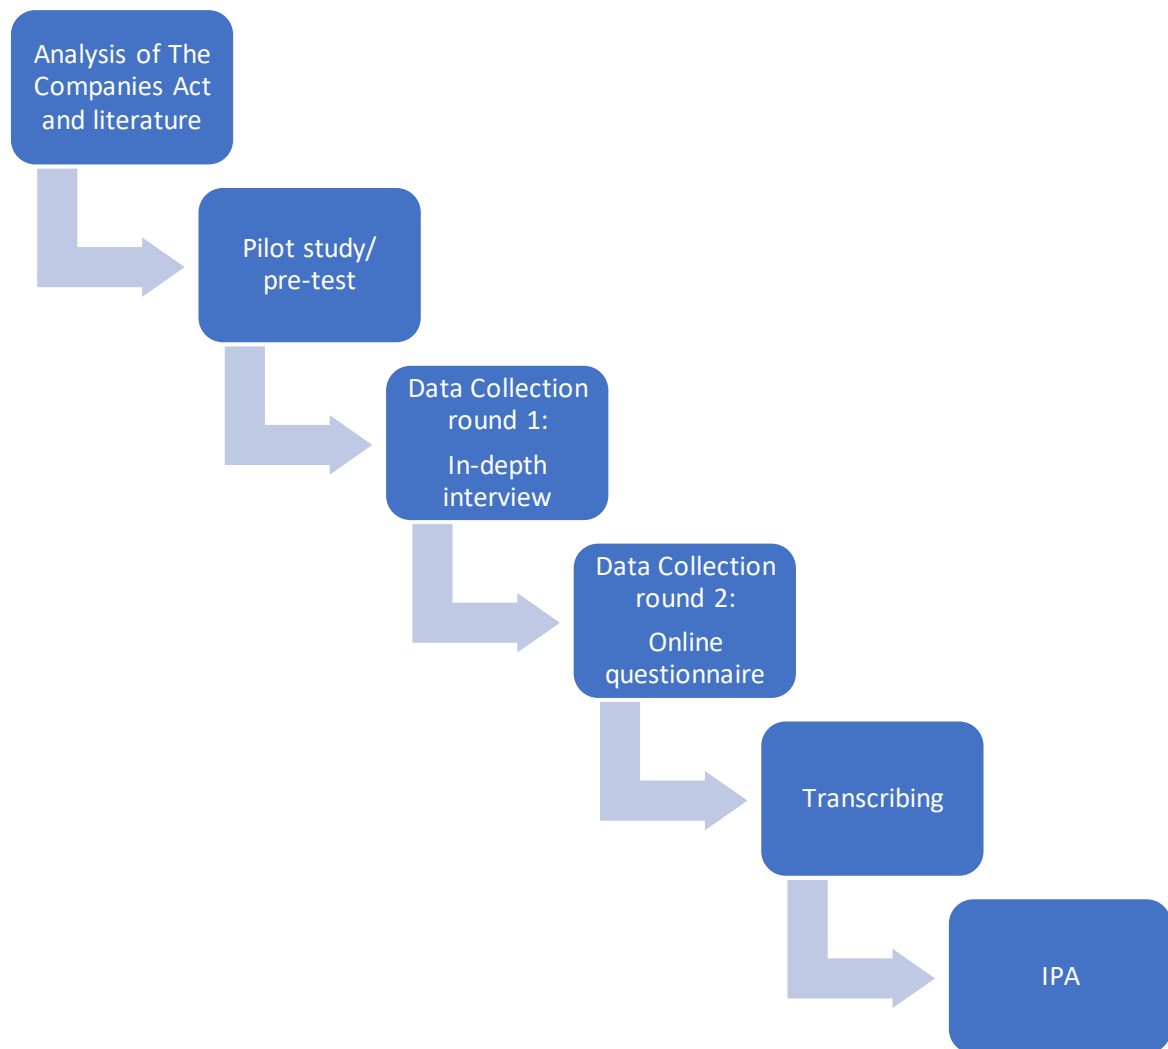 Analysis of The
Companies Act
and literature
Pilot study/
pre-test
Data Collection
round 1:
In-depth
interview
Data Collection
round 2:
Online
questionnaire
Transcribing
IPA